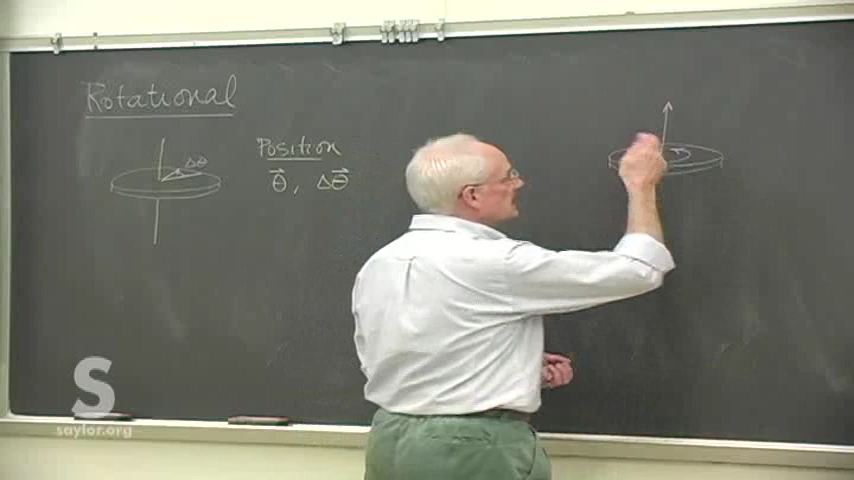 Rotational
Δθ
Position
θ⃗, Δθ⃗
S
saylor.org